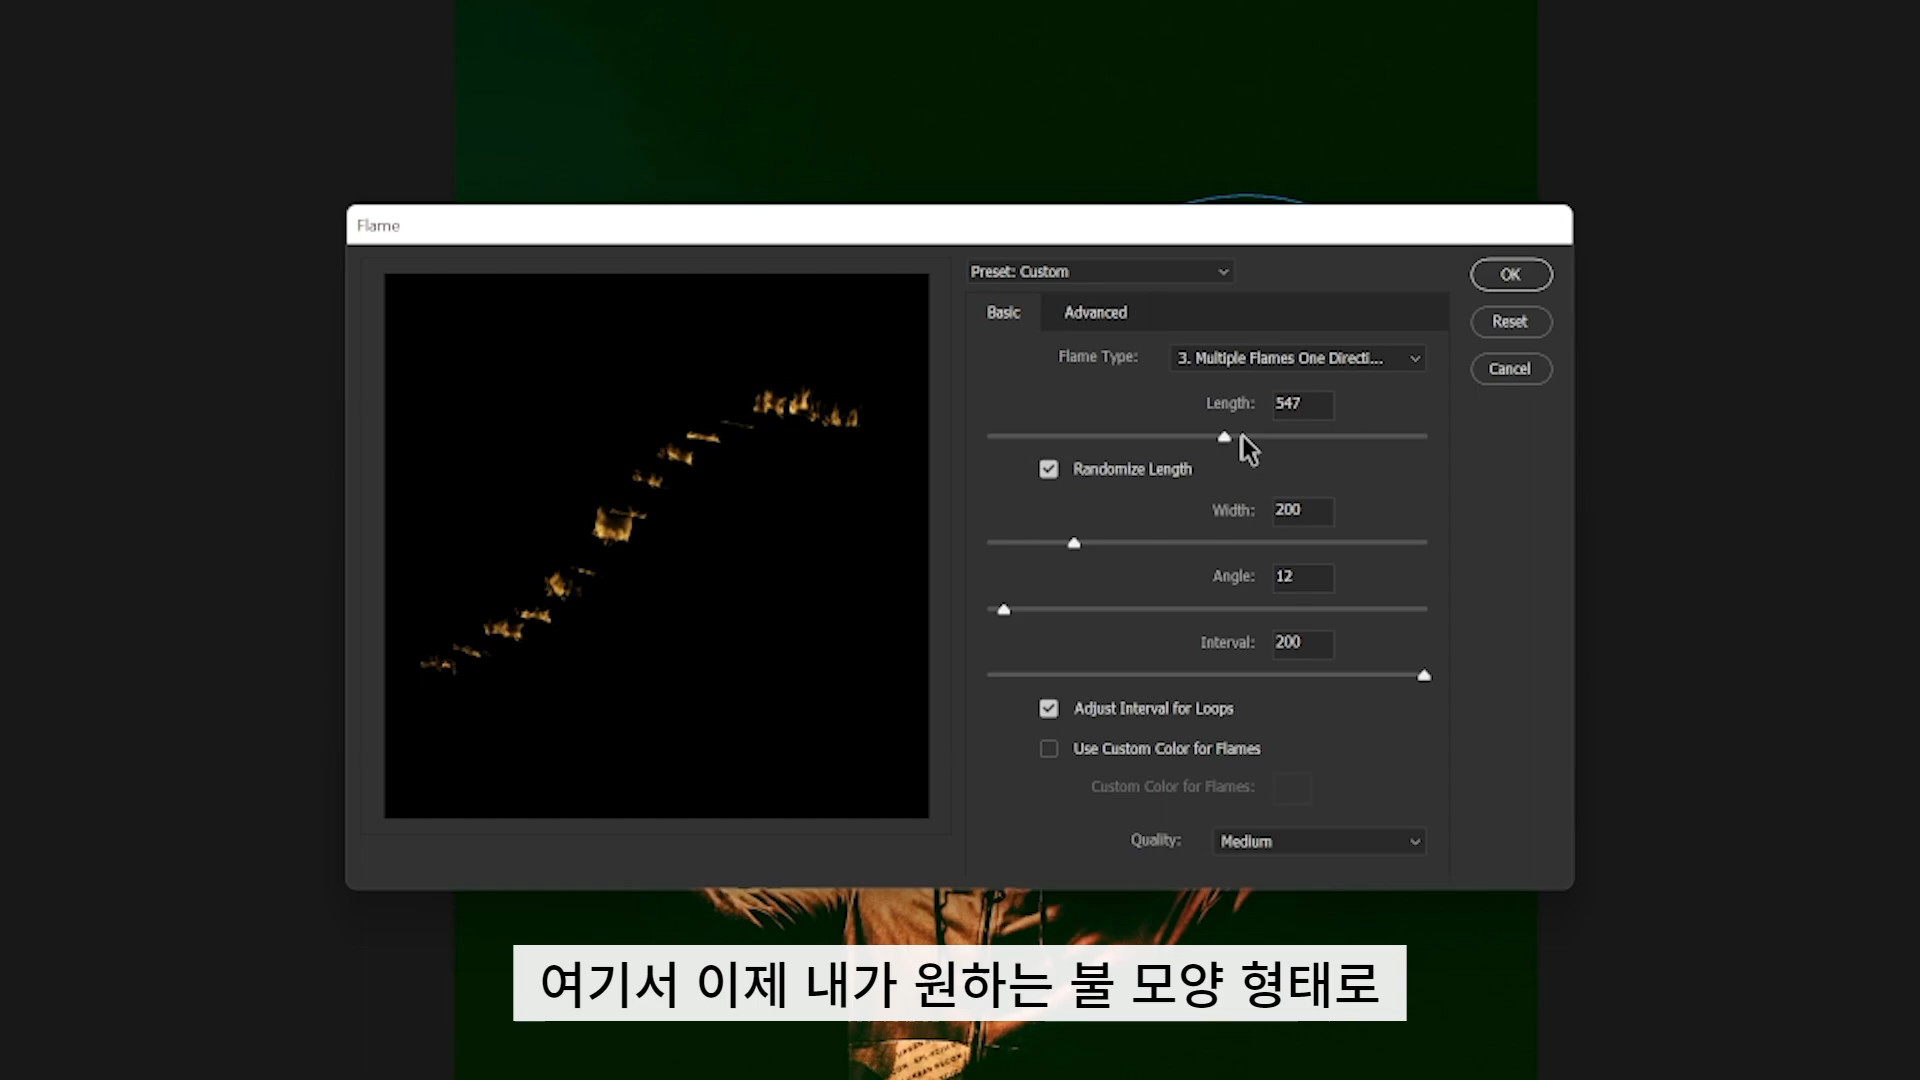 Flame
Preset: Custom
OK
Basic
Advanced
Reset
Flame Type:
3. Multiple Flames One Directi...
Cancel
Length:
547
Randomize Length
Width:
200
Angle:
12
Interval:
200
Adjust Interval for Loops
Use Custom Color for Flames
Custom Color for Flames:
Quality:
Medium
여기서 이제 내가 원하는 불 모양 형태로